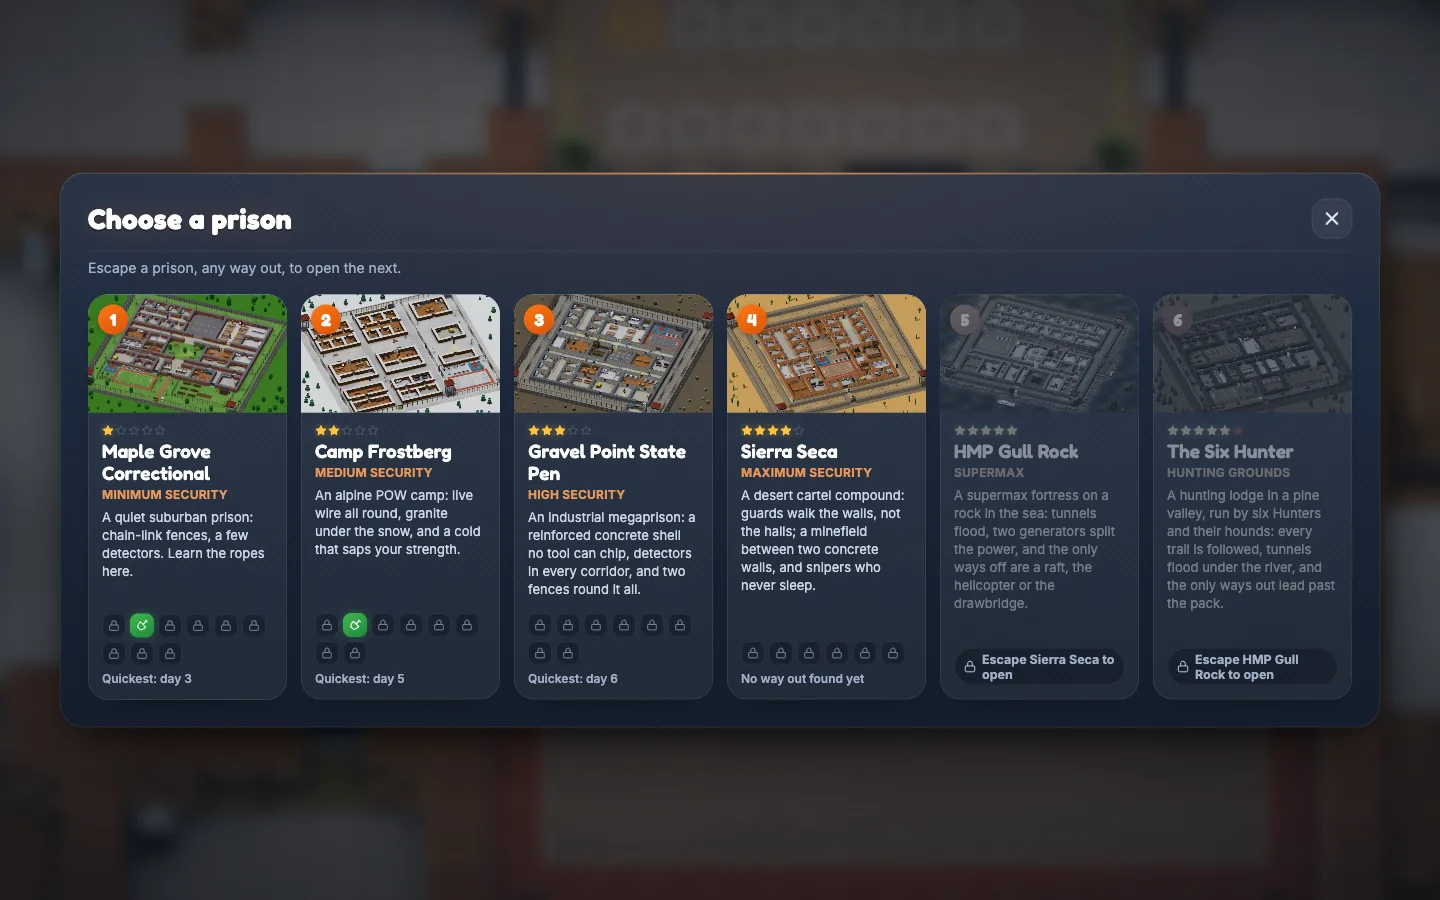 Choose a prison
Escape a prison, any way out, to open the next.
1
Maple Grove
Correctional
MINIMUM SECURITY
A quiet suburban prison:
chain-link fences, a few
detectors. Learn the ropes
here.
Quickest: day 3
2
Camp Frostberg
MEDIUM SECURITY
An alpine POW camp: live
wire all round, granite
under the snow, and a cold
that saps your strength.
Quickest: day 5
3
Gravel Point State
Pen
HIGH SECURITY
An industrial megaprison: a
reinforced concrete shell
no tool can chip, detectors
in every corridor, and two
fences round it all.
Quickest: day 6
4
Sierra Seca
MAXIMUM SECURITY
A desert cartel compound:
guards walk the walls, not
the halls; a minefield
between two concrete
walls, and snipers who
never sleep.
No way out found yet
5
HMP Gull Rock
SUPERMAX
A supermax fortress on a
rock in the sea: tunnels
flood, two generators split
the power, and the only
ways off are a raft, the
helicopter or the
drawbridge.
Escape Sierra Seca to
open
6
The Six Hunter
HUNTING GROUNDS
A hunting lodge in a pine
valley, run by six Hunters
and their hounds: every
trail is followed, tunnels
flood under the river, and
the only ways out lead past
the pack.
Escape HMP Gull
Rock to open